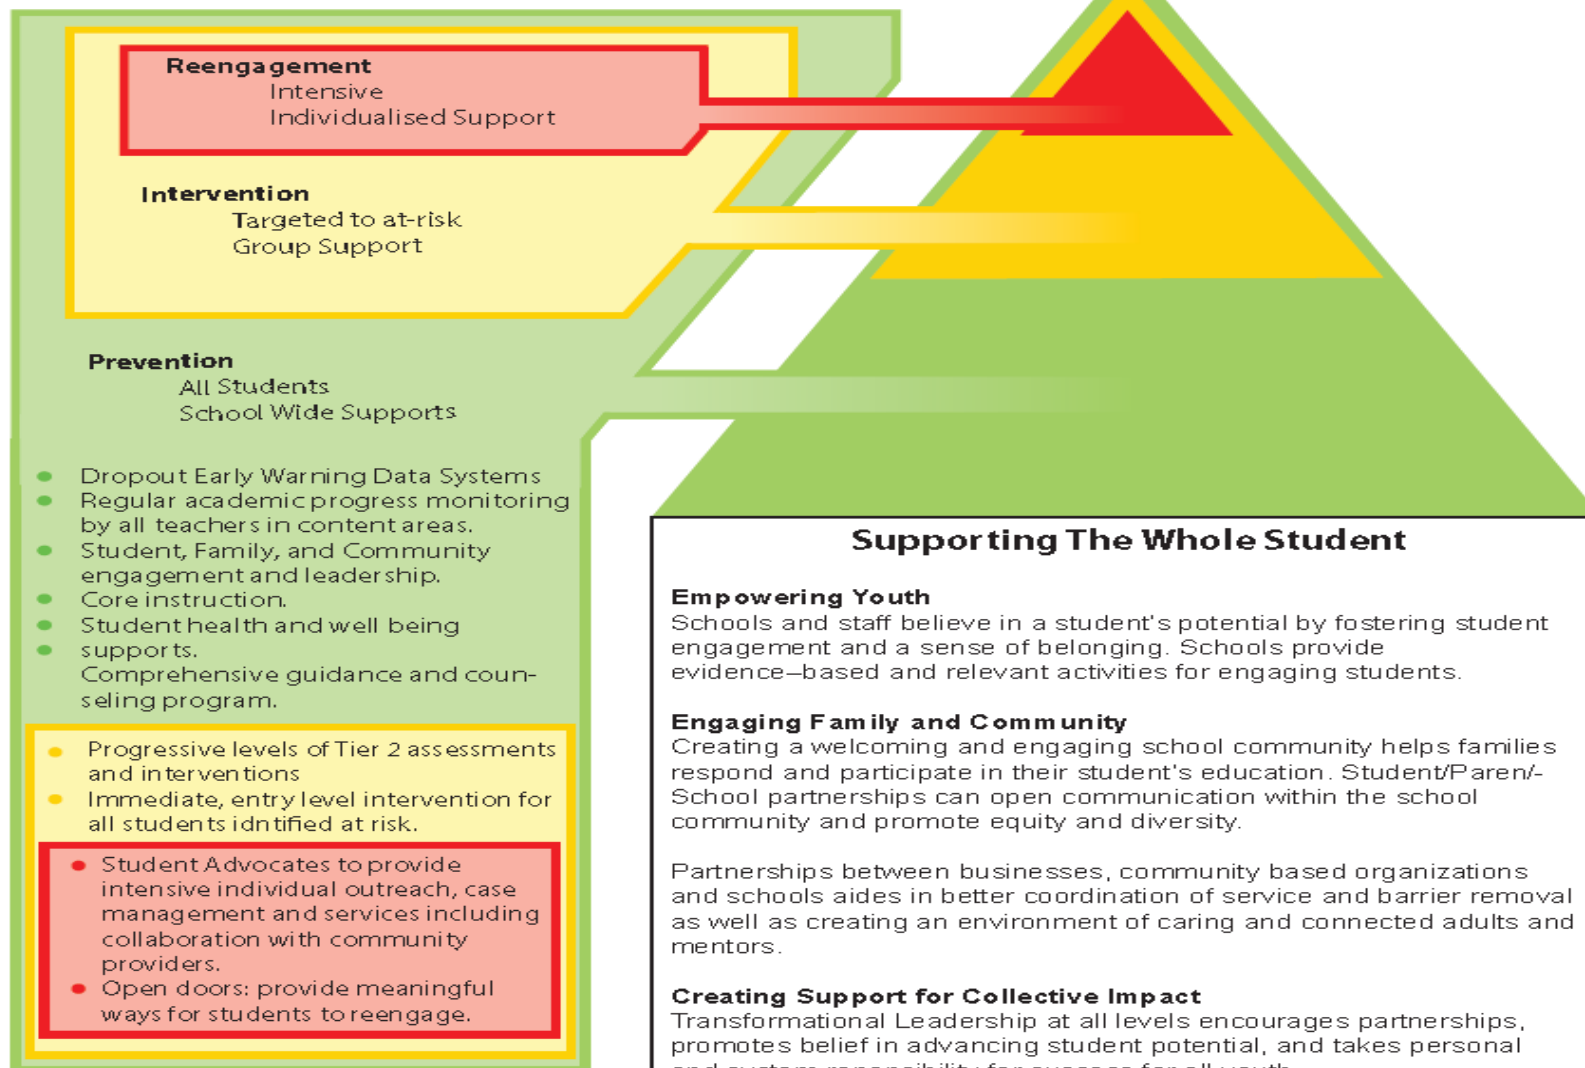 Reengagement
Intensive
Individualised Support
Intervention
Targeted to at-risk
Group Support
Prevention
All Students
School Wide Supports
Dropout Early Warning Data Systems
Regular academic progress monitoring
by all teachers in content areas.
Student, Family, and Community
engagement and leadership.
Core instruction.
Student health and well being
supports.
Comprehensive guidance and coun-
seling program.
Progressive levels of Tier 2 assessments
and interventions
Immediate, entry level intervention for
all students idntified at risk.
Student Advocates to provide
intensive individual outreach, case
management and services including
collaboration with community
providers.
Open doors: provide meaningful
ways for students to reengage.
Supporting The Whole Student
Empowering Youth
Schools and staff believe in a student's potential by fostering student
engagement and a sense of belonging. Schools provide
evidence–based and relevant activities for engaging students.
Engaging Family and Community
Creating a welcoming and engaging school community helps families
respond and participate in their student's education. Student/Paren/-
School partnerships can open communication within the school
community and promote equity and diversity.
Partnerships between businesses, community based organizations
and schools aides in better coordination of service and barrier removal
as well as creating an environment of caring and connected adults and
mentors.
Creating Support for Collective Impact
Transformational Leadership at all levels encourages partnerships,
promotes belief in advancing student potential, and takes personal
and system reponsibility for success for all youth